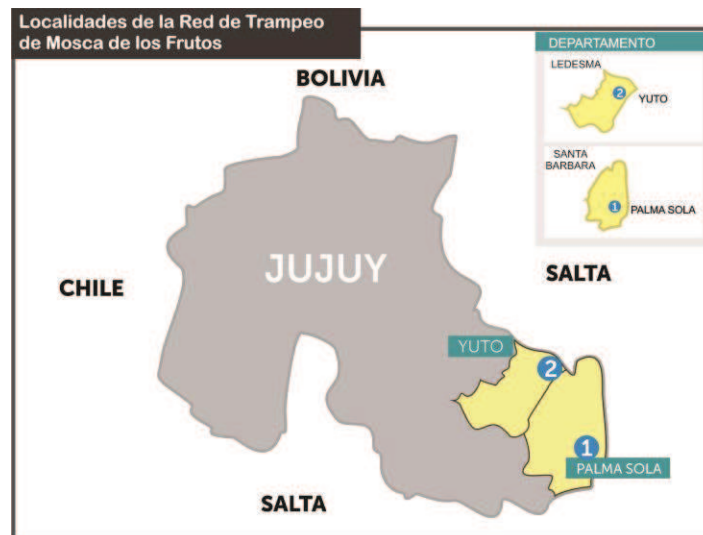 Localidades de la Red de Trampeo
de Mosca de los Frutos
BOLIVIA
DEPARTAMENTO
LEDESMA
2
YUTO
SANTA
BARBARA
1
PALMA SOLA
JUJUY
CHILE
SALTA
YUTO
2
1
PALMA SOLA
SALTA